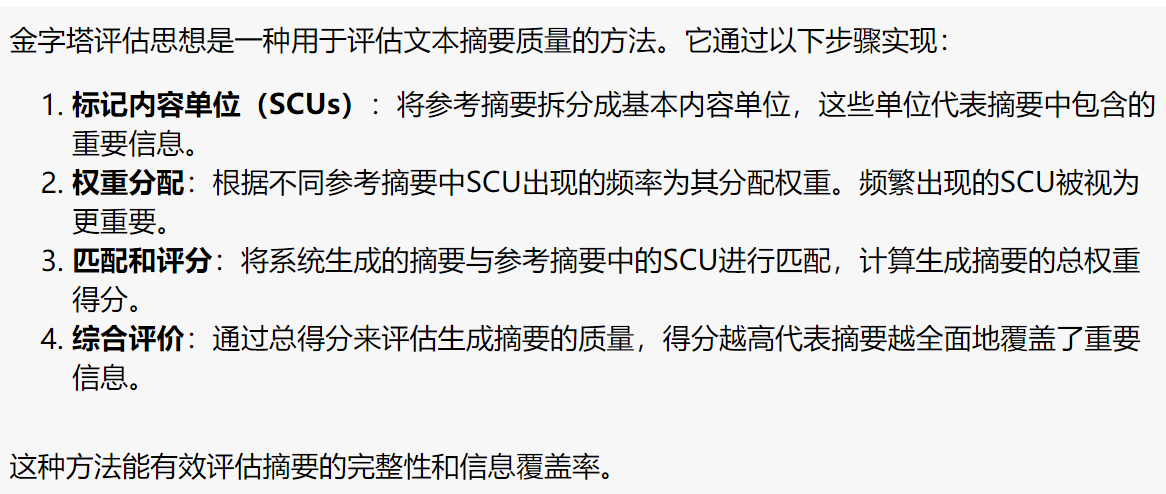 金字塔评估思想是一种用于评估文本摘要质量的方法。它通过以下步骤实现：
1. 标记内容单位（SCUs）：将参考摘要拆分成基本内容单位，这些单位代表摘要中包含的
重要信息。
2. 权重分配：根据不同参考摘要中SCU出现的频率为其分配权重。频繁出现的SCU被视为
更重要。
3. 匹配和评分：将系统生成的摘要与参考摘要中的SCU进行匹配，计算生成摘要的总权重
得分。
4. 综合评价：通过总得分来评估生成摘要的质量，得分越高代表摘要越全面地覆盖了重要
信息。
这种方法能有效评估摘要的完整性和信息覆盖率。